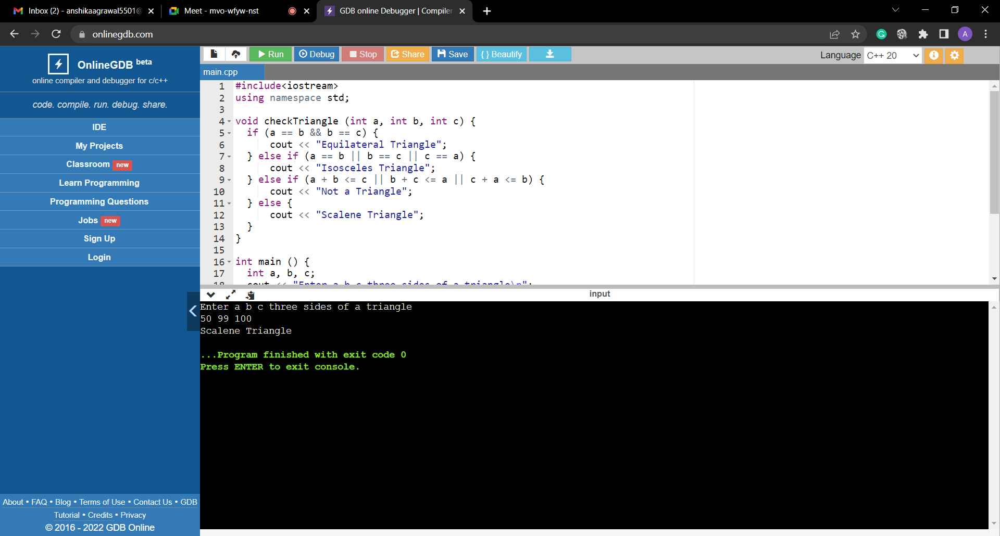 Inbox (2) - anshikaagrawal5501@
Meet - mvo-wfyw-nst
GDB online Debugger | Compiler
onlinegdb.com
A
OnlineGDB beta
online compiler and debugger for c/c++
code. compile. run. debug. share.
IDE
My Projects
Classroom new
Learn Programming
Programming Questions
Jobs new
Sign Up
Login
About • FAQ • Blog • Terms of Use • Contact Us • GDB
Tutorial • Credits • Privacy
© 2016 - 2022 GDB Online
Run Debug Stop Share Save { } Beautify
Language C++ 20
main.cpp
1 #include<iostream>
2 using namespace std;
3
4 void checkTriangle (int a, int b, int c) {
5 if (a == b && b == c) {
6 cout << "Equilateral Triangle";
7 } else if (a == b || b == c || c == a) {
8 cout << "Isosceles Triangle";
9 } else if (a + b <= c || b + c <= a || c + a <= b) {
10 cout << "Not a Triangle";
11 } else {
12 cout << "Scalene Triangle";
13 }
14 }
15
16 int main () {
17 int a, b, c;
18 cout << "Enter a b c three sides of a triangle\n";
input
Enter a b c three sides of a triangle
50 99 100
Scalene Triangle
...Program finished with exit code 0
Press ENTER to exit console.